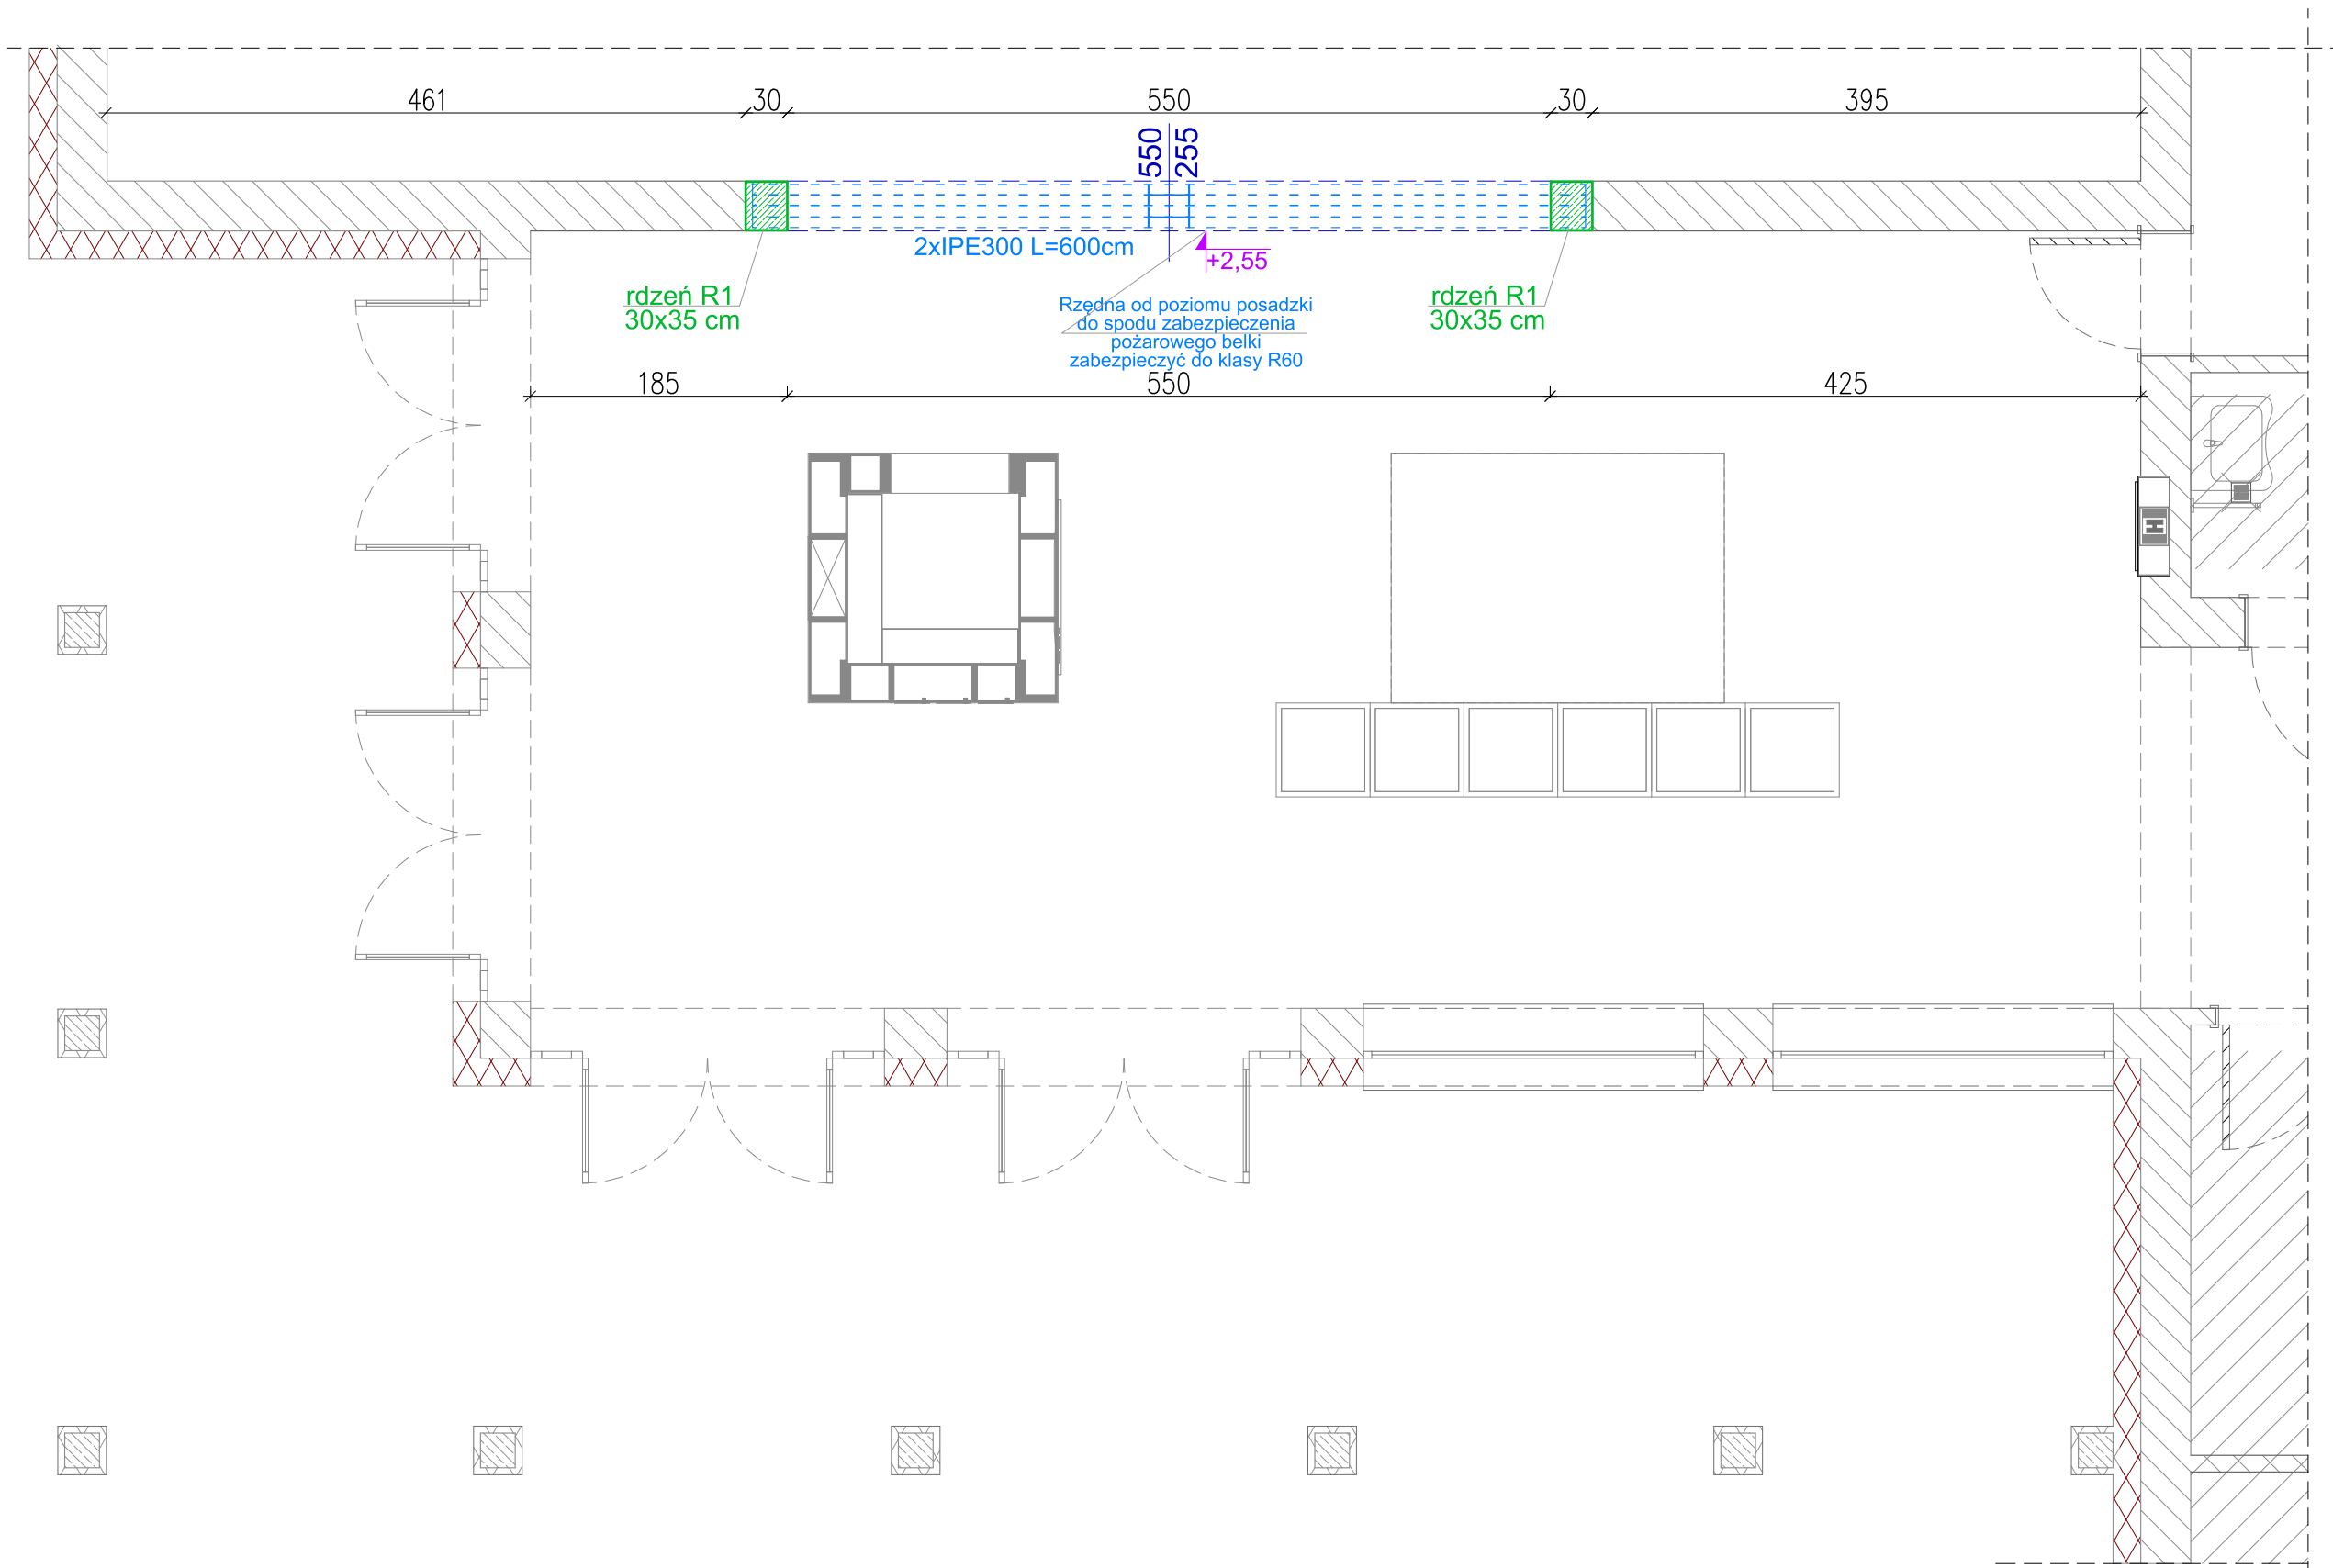 461
30
550
30
395
550
255
2xIPE300 L=600cm
+2,55
rdzeń R1
30x35 cm
Rzędna od poziomu posadzki
do spodu zabezpieczenia
pożarowego belki
zabezpieczyć do klasy R60
rdzeń R1
30x35 cm
185
550
425
H